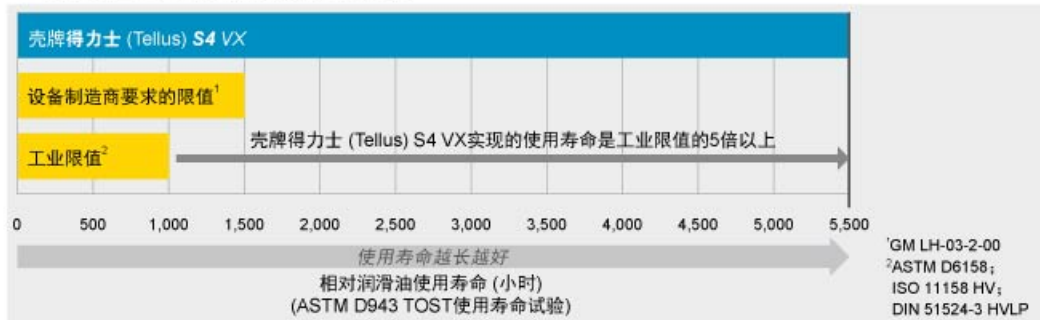 壳牌得力士 (Tellus) S4 VX
设备制造商要求的限值¹
工业限值²
壳牌得力士 (Tellus) S4 VX实现的使用寿命是工业限值的5倍以上
0 500 1,000 1,500 2,000 2,500 3,000 3,500 4,000 4,500 5,000 5,500
使用寿命越长越好
相对润滑油使用寿命 (小时)
(ASTM D943 TOST使用寿命试验)
¹GM LH-03-2-00
²ASTM D6158；
ISO 11158 HV；
DIN 51524-3 HVLP